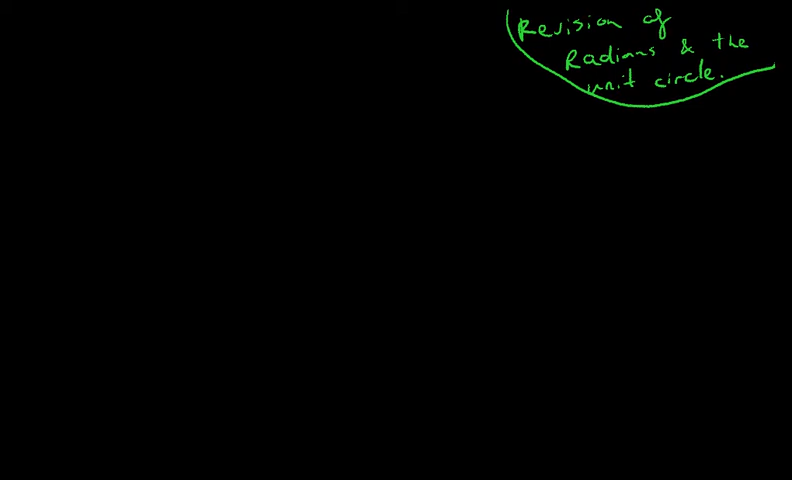 Revision of
Radians & the
unit circle.